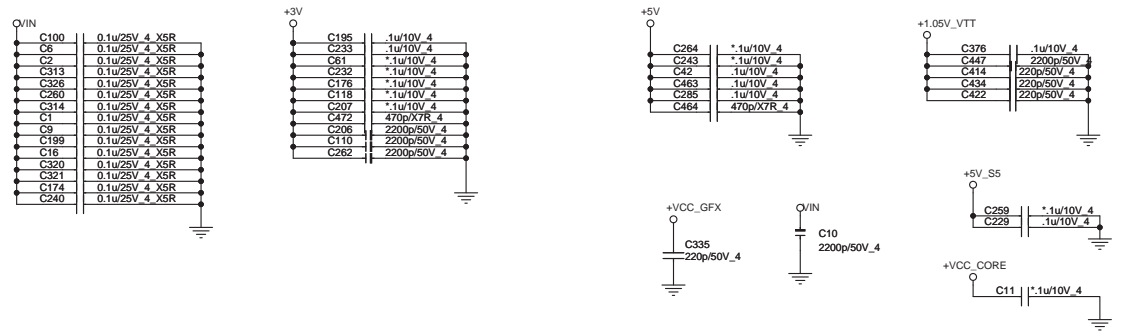 VIN
C100 0.1u/25V_4_X5R
C6 0.1u/25V_4_X5R
C2 0.1u/25V_4_X5R
C313 0.1u/25V_4_X5R
C326 0.1u/25V_4_X5R
C260 0.1u/25V_4_X5R
C314 0.1u/25V_4_X5R
C1 0.1u/25V_4_X5R
C9 0.1u/25V_4_X5R
C199 0.1u/25V_4_X5R
C16 0.1u/25V_4_X5R
C320 0.1u/25V_4_X5R
C321 0.1u/25V_4_X5R
C174 0.1u/25V_4_X5R
C240 0.1u/25V_4_X5R
+3V
C195 .1u/10V_4
C233 .1u/10V_4
C61 *.1u/10V_4
C232 *.1u/10V_4
C176 *.1u/10V_4
C118 *.1u/10V_4
C207 *.1u/10V_4
C472 470p/X7R_4
C206 2200p/50V_4
C110 2200p/50V_4
C262 2200p/50V_4
+5V
C264 *.1u/10V_4
C243 *.1u/10V_4
C42 .1u/10V_4
C463 .1u/10V_4
C285 .1u/10V_4
C464 470p/X7R_4
+1.05V_VTT
C376 .1u/10V_4
C447 2200p/50V_4
C414 220p/50V_4
C434 220p/50V_4
C422 220p/50V_4
+VCC_GFX
C335
220p/50V_4
VIN
C10
2200p/50V_4
+5V_S5
C259 *.1u/10V_4
C229 .1u/10V_4
+VCC_CORE
C11 *.1u/10V_4